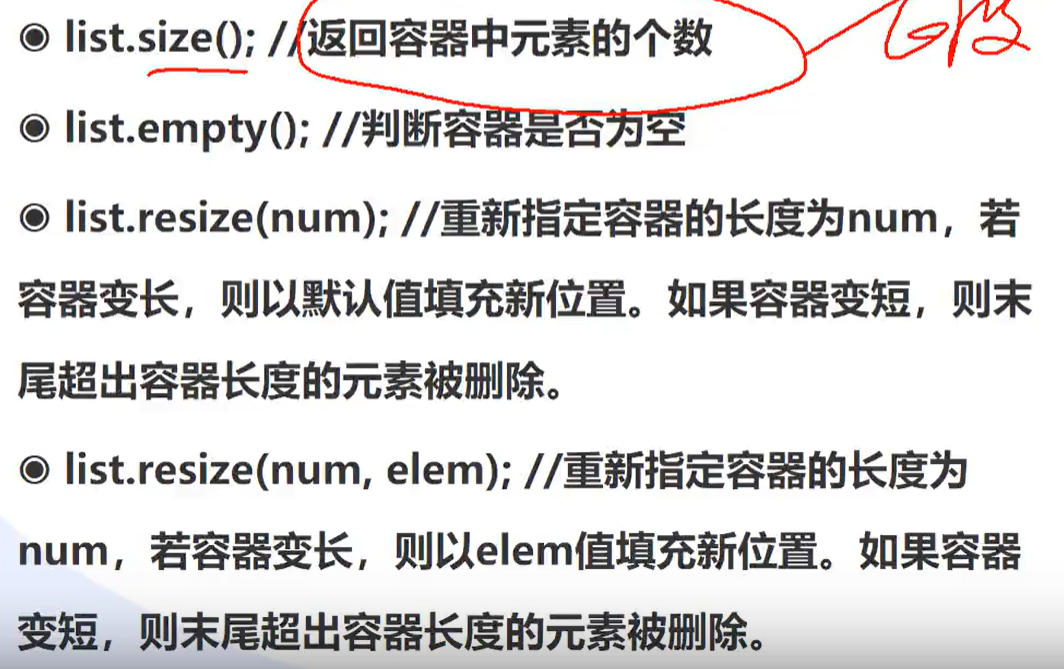 ◉ list.size(); //返回容器中元素的个数
◉ list.empty(); //判断容器是否为空
◉ list.resize(num); //重新指定容器的长度为num，若
容器变长，则以默认值填充新位置。如果容器变短，则末
尾超出容器长度的元素被删除。
◉ list.resize(num, elem); //重新指定容器的长度为
num，若容器变长，则以elem值填充新位置。如果容器
变短，则末尾超出容器长度的元素被删除。